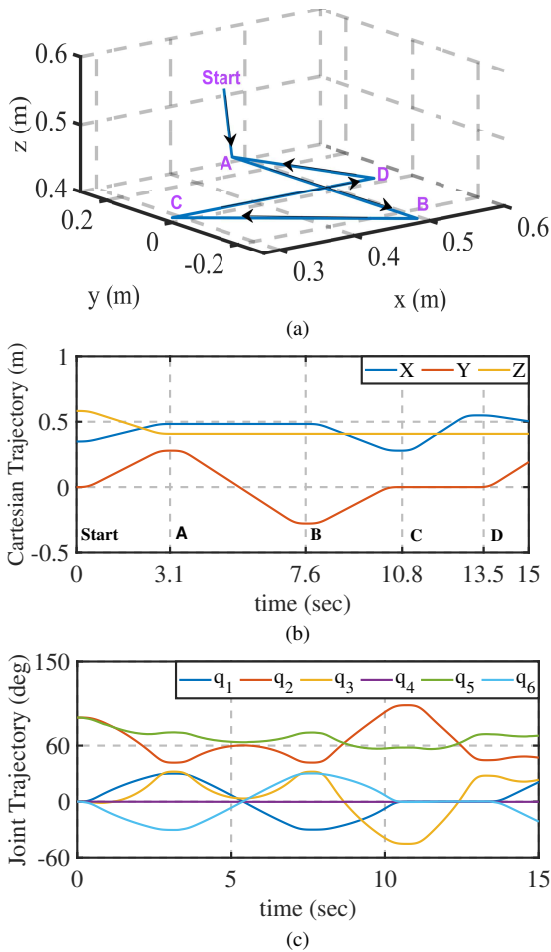 0.6
0.5
0.4
z (m)
Start
A
D
C
B
0.2
0
-0.2
y (m)
0.3
0.4
0.5
0.6
x (m)
(a)
Cartesian Trajectory (m)
1
0.5
0
-0.5
X Y Z
Start A B C D
0 3.1 7.6 10.8 13.5 15
time (sec)
(b)
Joint Trajectory (deg)
150
60
0
-60
q1 q2 q3 q4 q5 q6
0 5 10 15
time (sec)
(c)